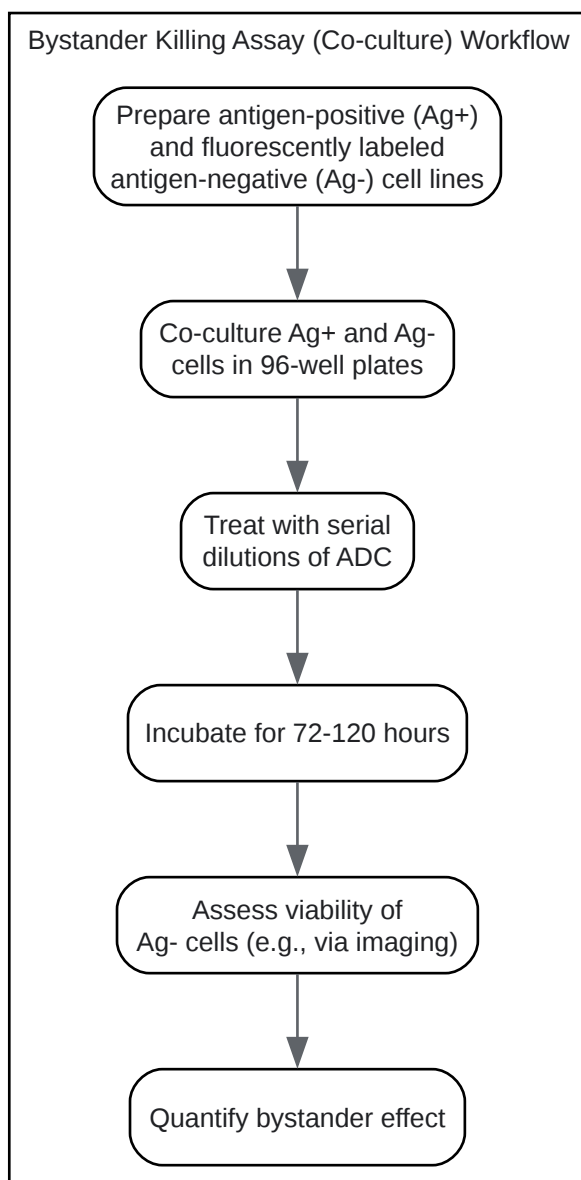 Bystander Killing Assay (Co-culture) Workflow
Prepare antigen-positive (Ag+)
and fluorescently labeled
antigen-negative (Ag-) cell lines
Co-culture Ag+ and Ag-
cells in 96-well plates
Treat with serial
dilutions of ADC
Incubate for 72-120 hours
Assess viability of
Ag- cells (e.g., via imaging)
Quantify bystander effect